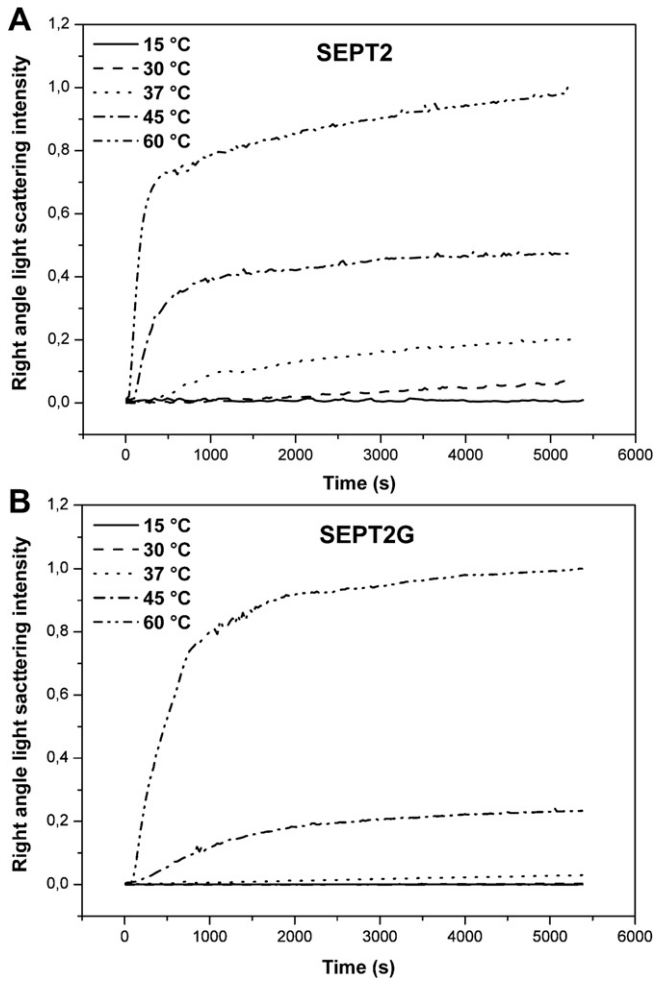 A
SEPT2
15 °C
30 °C
37 °C
45 °C
60 °C
Right angle light scattering intensity
1,2
1,0
0,8
0,6
0,4
0,2
0,0
0 1000 2000 3000 4000 5000 6000
Time (s)
B
SEPT2G
15 °C
30 °C
37 °C
45 °C
60 °C
Right angle light sacttering intensity
1,2
1,0
0,8
0,6
0,4
0,2
0,0
0 1000 2000 3000 4000 5000 6000
Time (s)